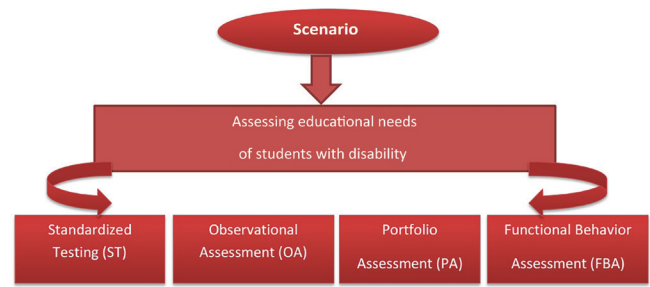 Scenario
Assessing educational needs
of students with disability
Standardized
Testing (ST)
Observational
Assessment (OA)
Portfolio
Assessment (PA)
Functional Behavior
Assessment (FBA)